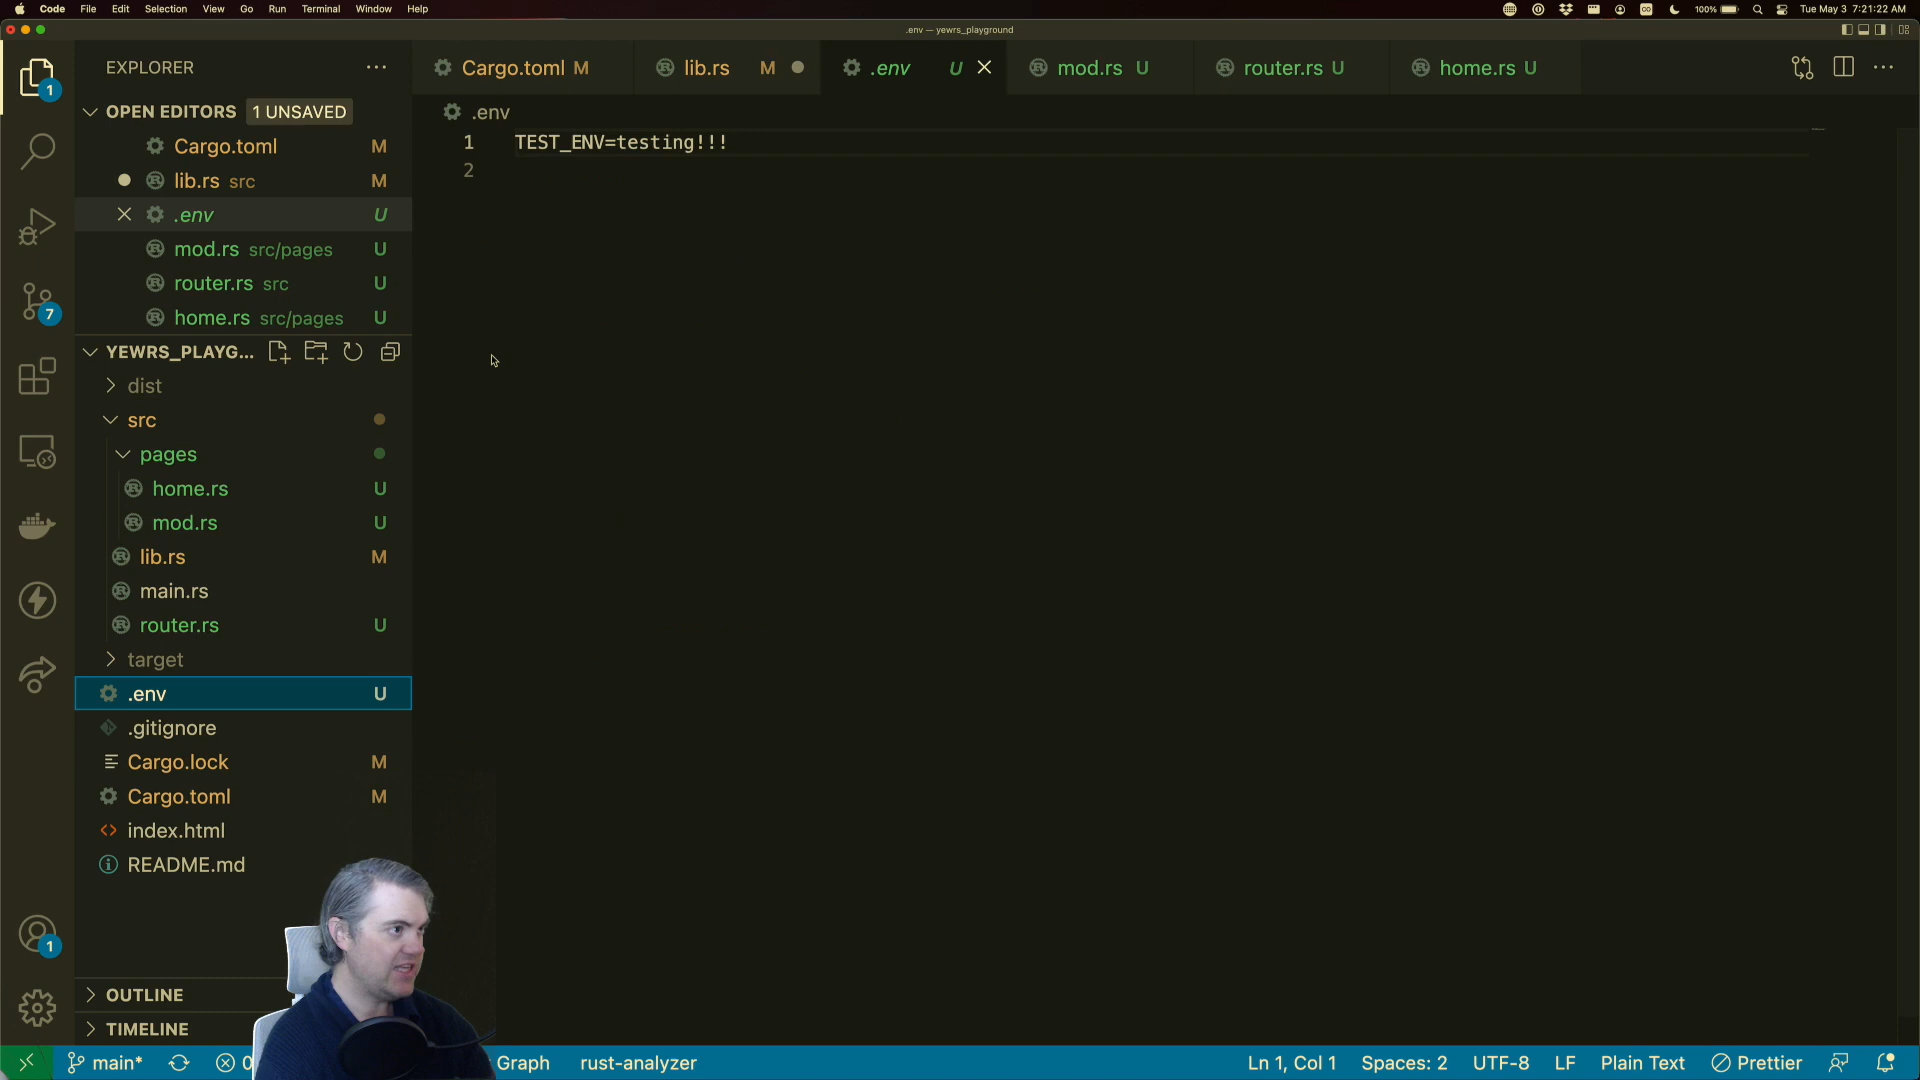 Code File Edit Selection View Go Run Terminal Window Help
100% Tue May 3 7:21:22 AM
.env — yewrs_playground
EXPLORER
Cargo.toml M
lib.rs M
.env U
mod.rs U
router.rs U
home.rs U
OPEN EDITORS 1 UNSAVED
Cargo.toml M
lib.rs src M
.env U
mod.rs src/pages U
router.rs src U
home.rs src/pages U
.env
1 TEST_ENV=testing!!!
2
YEWRS_PLAYG...
dist
src
pages
home.rs U
mod.rs U
lib.rs M
main.rs
router.rs U
target
.env U
.gitignore
Cargo.lock M
Cargo.toml M
index.html
README.md
OUTLINE
TIMELINE
1
7
1
main* 0 Graph rust-analyzer Ln 1, Col 1 Spaces: 2 UTF-8 LF Plain Text Prettier